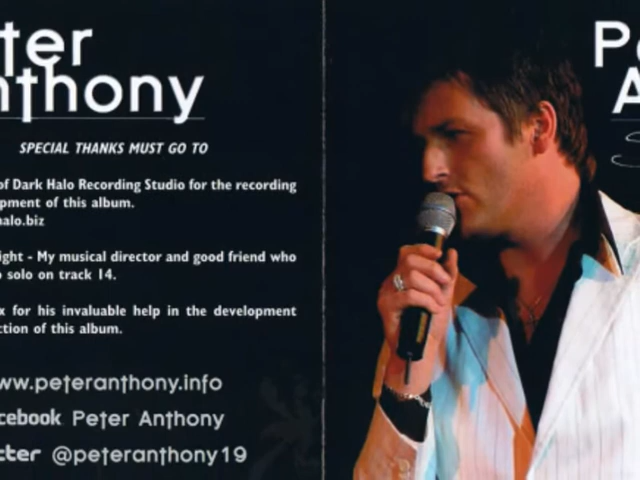 ter
nthony
SPECIAL THANKS MUST GO TO
of Dark Halo Recording Studio for the recording
pment of this album.
halo.biz
ight - My musical director and good friend who
solo on track 14.
x for his invaluable help in the development
ction of this album.
ww.peteranthony.info
cebook Peter Anthony
tter @peteranthony19
Pe
A
S